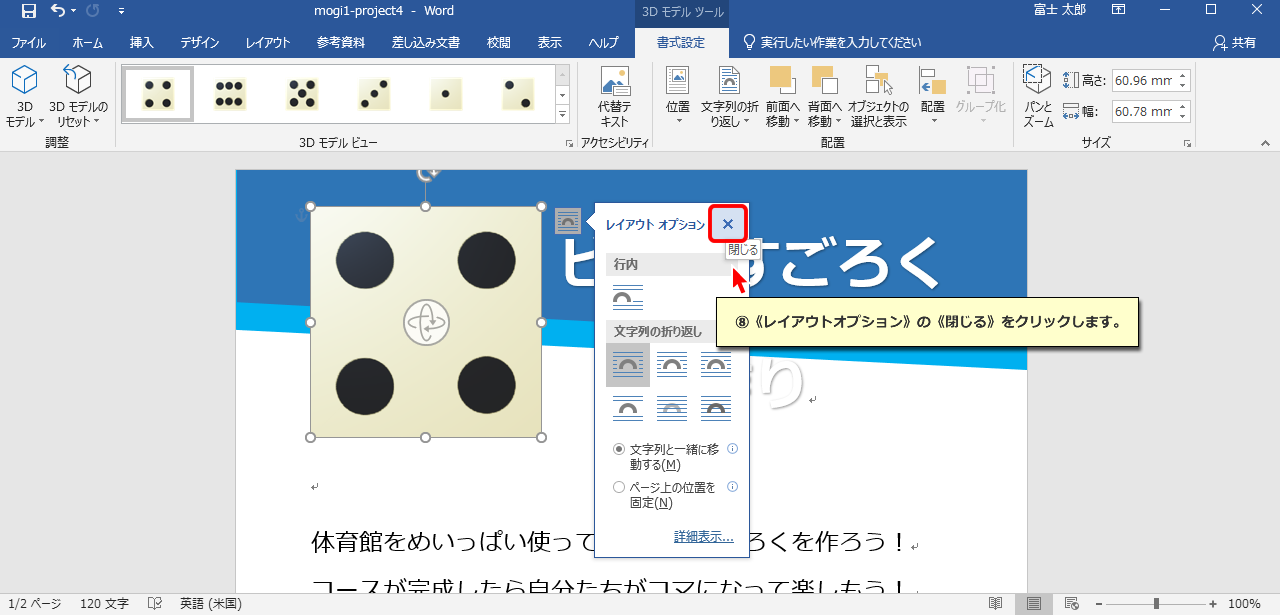 mogi1-project4 - Word
3D モデル ツール
富士 太郎
ファイル
ホーム
挿入
デザイン
レイアウト
参考資料
差し込み文書
校閲
表示
ヘルプ
書式設定
実行したい作業を入力してください
共有
3D
モデル
3D モデルの
リセット
調整
3D モデル ビュー
代替テ
キスト
アクセシビリティ
位置
文字列の折
り返し
前面へ
移動
背面へ
移動
オブジェクトの
選択と表示
配置
グループ化
配置
パンと
ズーム
高さ:
60.96 mm
幅:
60.78 mm
サイズ
すごろく
レイアウト オプション
閉じる
行内
文字列の折り返し
⑧《レイアウトオプション》の《閉じる》をクリックします。
り
文字列と一緒に移
動する(M)
ページ上の位置を
固定(N)
詳細表示...
体育館をめいっぱい使って
ろくを作ろう！
コースが完成したら自分たちがコマになって楽しもう！
1/2 ページ
120 文字
英語 (米国)
100%